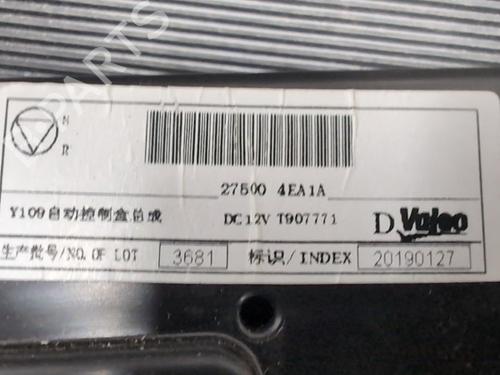 PARTS
N
R
27500 4EA1A
Y109自动控制盒总成 DC12V T907771
D Valeo
生产批号/NO.OF LOT 3681 标识/INDEX 20190127